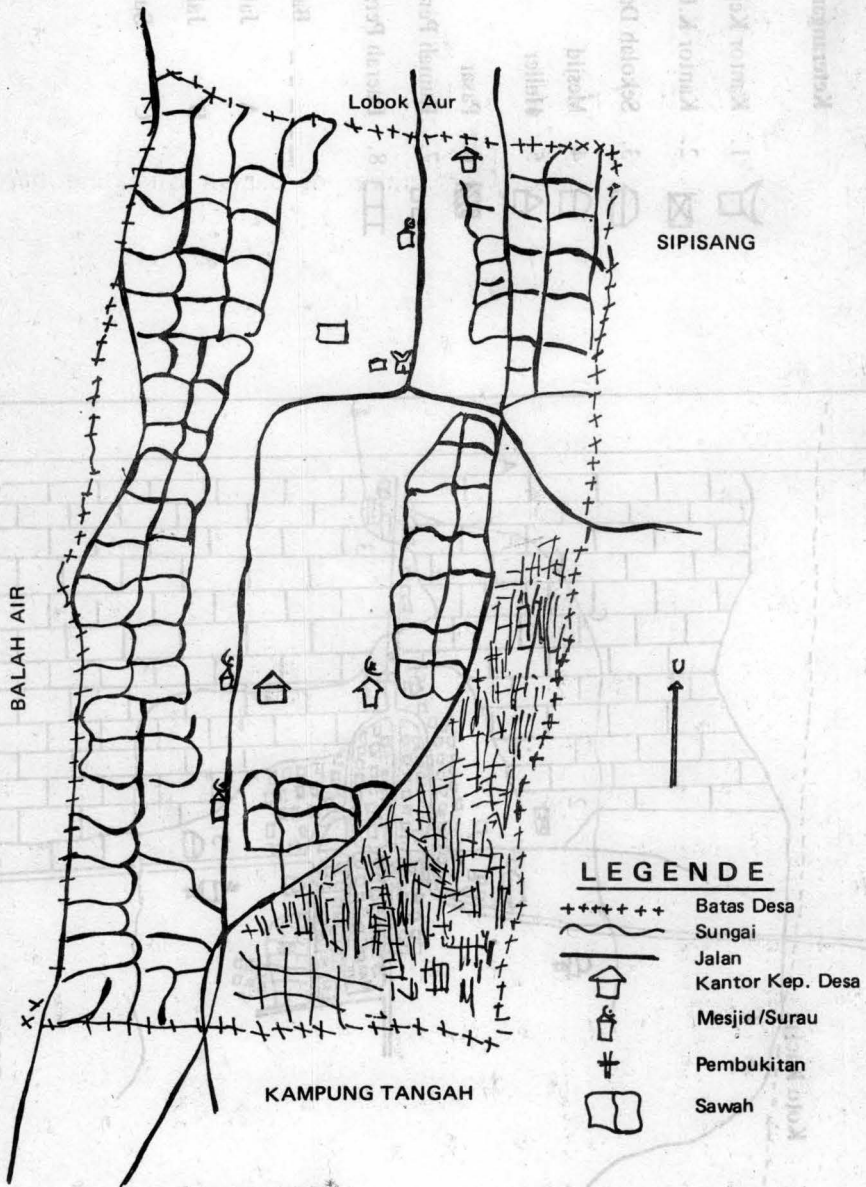 Lobok Aur
SIPISANG
BALAH AIR
U
LEGENDE
Batas Desa
Sungai
Jalan
Kantor Kep. Desa
Mesjid/Surau
Pembukitan
Sawah
KAMPUNG TANGAH